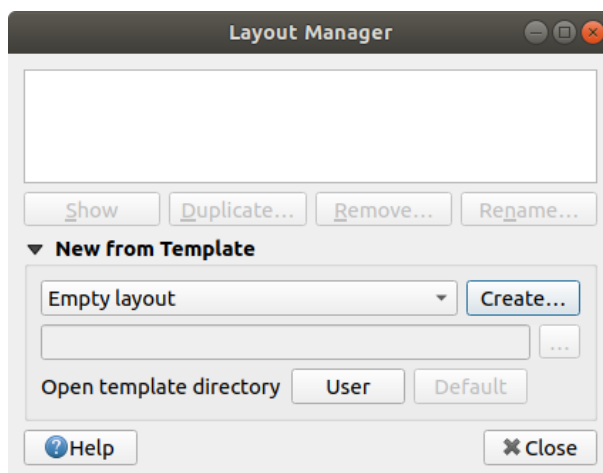 Layout Manager
Show Duplicate... Remove... Rename...
New from Template
Empty layout Create...
...
Open template directory User Default
Help Close